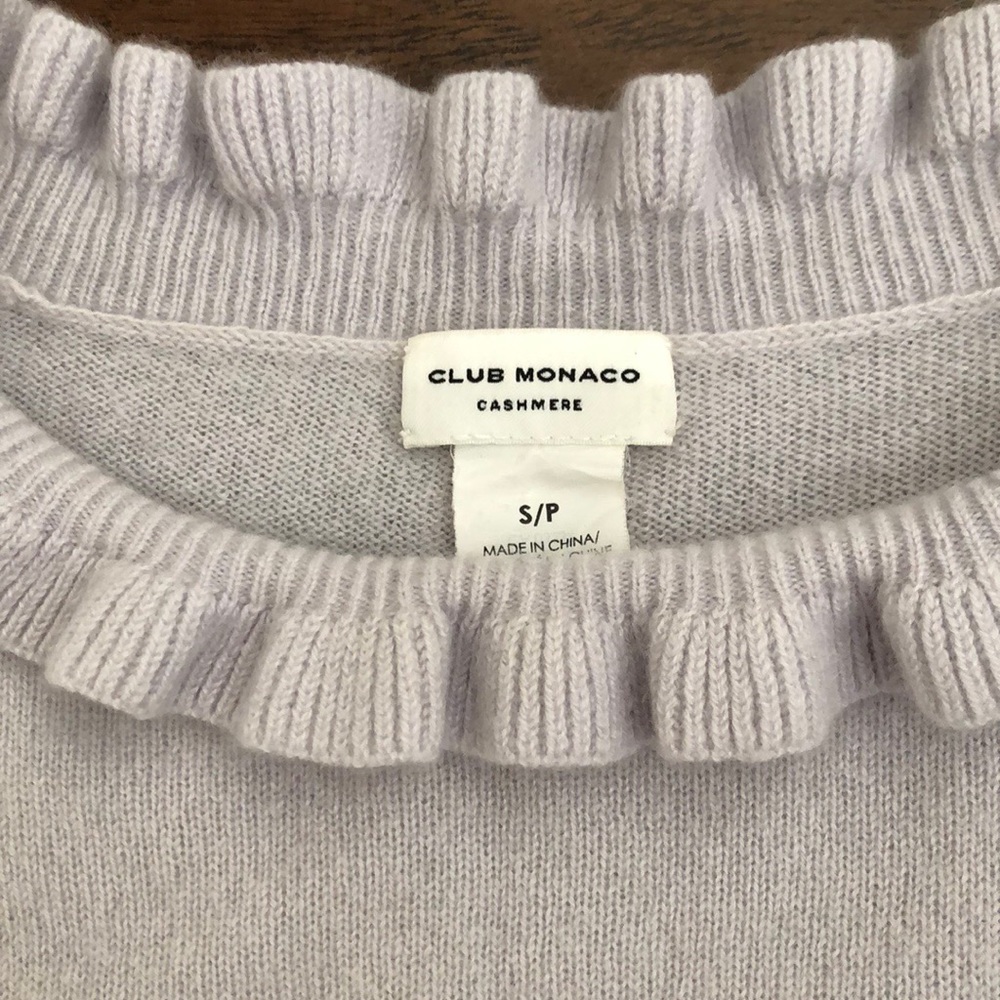 CLUB MONACO
CASHMERE
S/P
MADE IN CHINA/